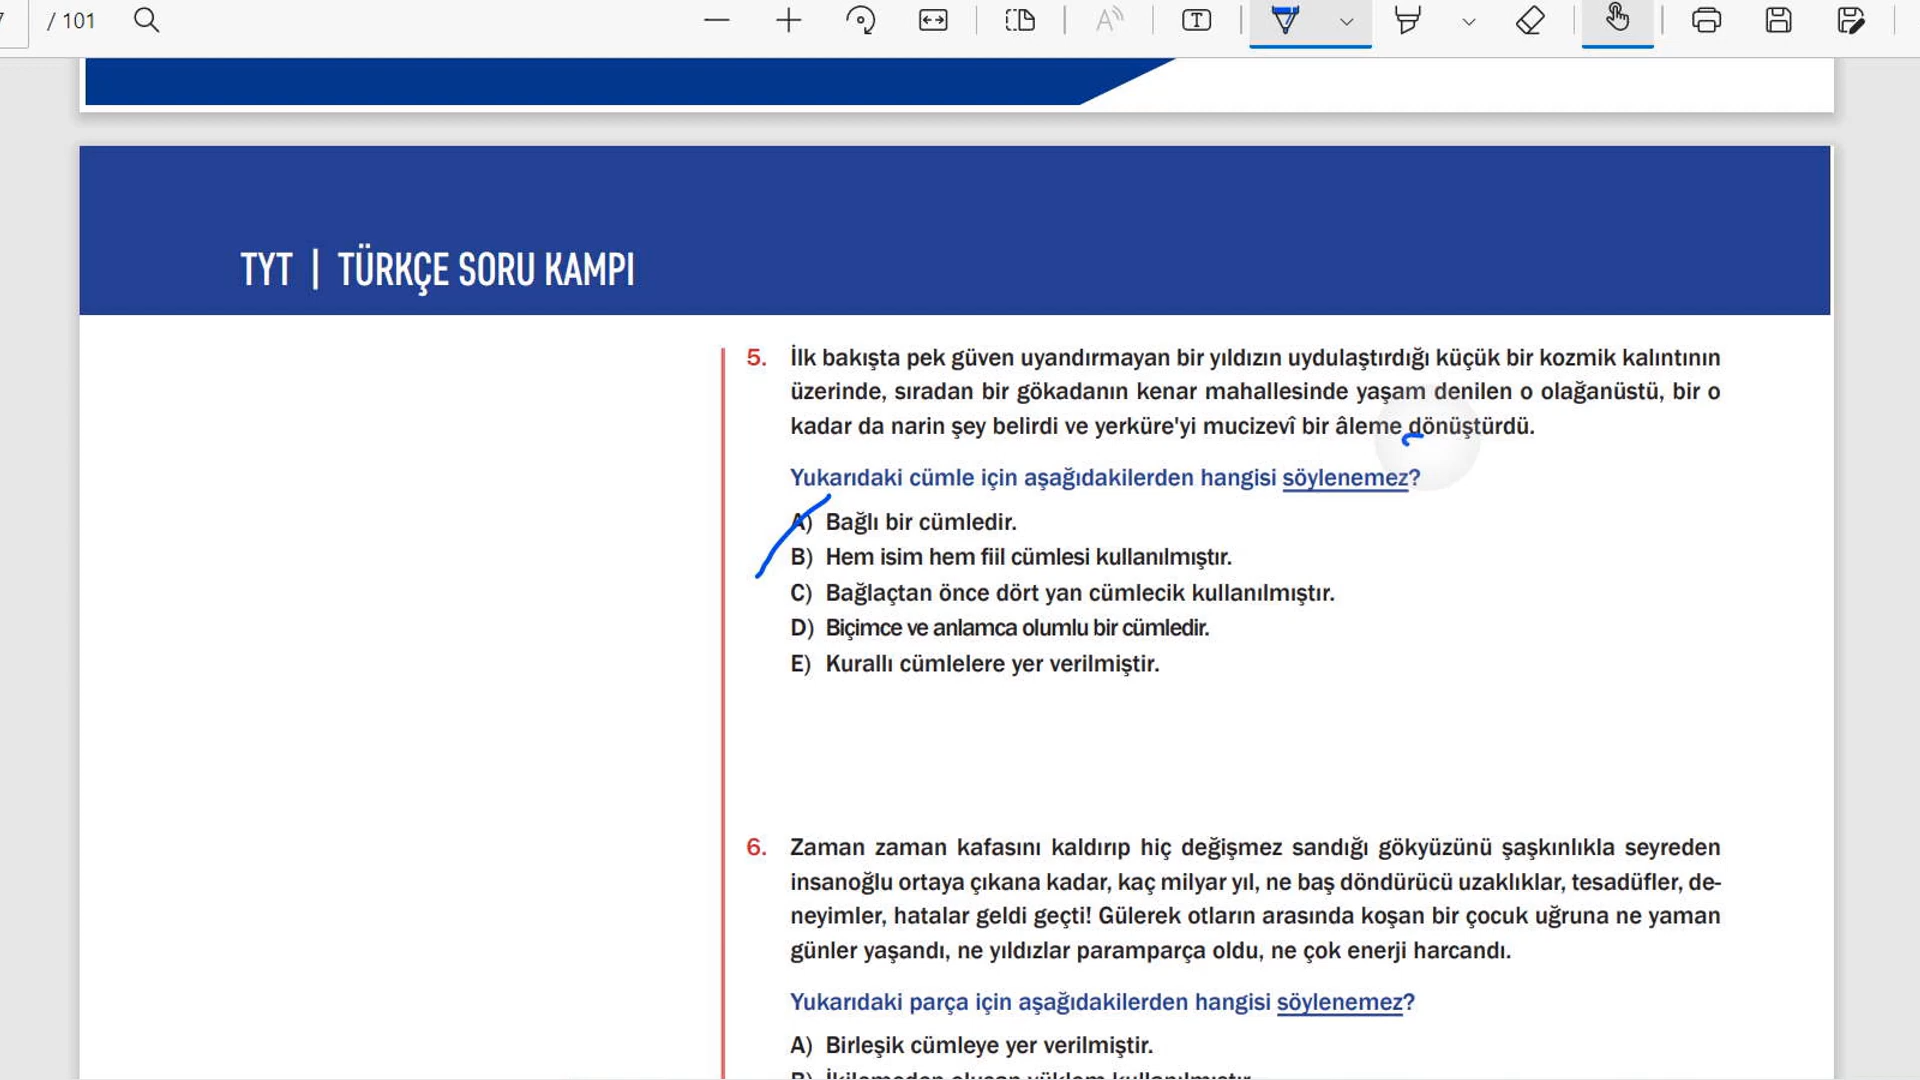 / 101
TYT | TÜRKÇE SORU KAMPI
5. İlk bakışta pek güven uyandırmayan bir yıldızın uydulaştırdığı küçük bir kozmik kalıntının
üzerinde, sıradan bir gökadanın kenar mahallesinde yaşam denilen o olağanüstü, bir o
kadar da narin şey belirdi ve yerküre'yi mucizevî bir âleme dönüştürdü.
Yukarıdaki cümle için aşağıdakilerden hangisi söylenemez?
A) Bağlı bir cümledir.
B) Hem isim hem fiil cümlesi kullanılmıştır.
C) Bağlaçtan önce dört yan cümlecik kullanılmıştır.
D) Biçimce ve anlamca olumlu bir cümledir.
E) Kurallı cümlelere yer verilmiştir.
6. Zaman zaman kafasını kaldırıp hiç değişmez sandığı gökyüzünü şaşkınlıkla seyreden
insanoğlu ortaya çıkana kadar, kaç milyar yıl, ne baş döndürücü uzaklıklar, tesadüfler, de-
neyimler, hatalar geldi geçti! Gülerek otların arasında koşan bir çocuk uğruna ne yaman
günler yaşandı, ne yıldızlar paramparça oldu, ne çok enerji harcandı.
Yukarıdaki parça için aşağıdakilerden hangisi söylenemez?
A) Birleşik cümleye yer verilmiştir.
B) İkilemeden oluşan yüklem kullanılmıştır.